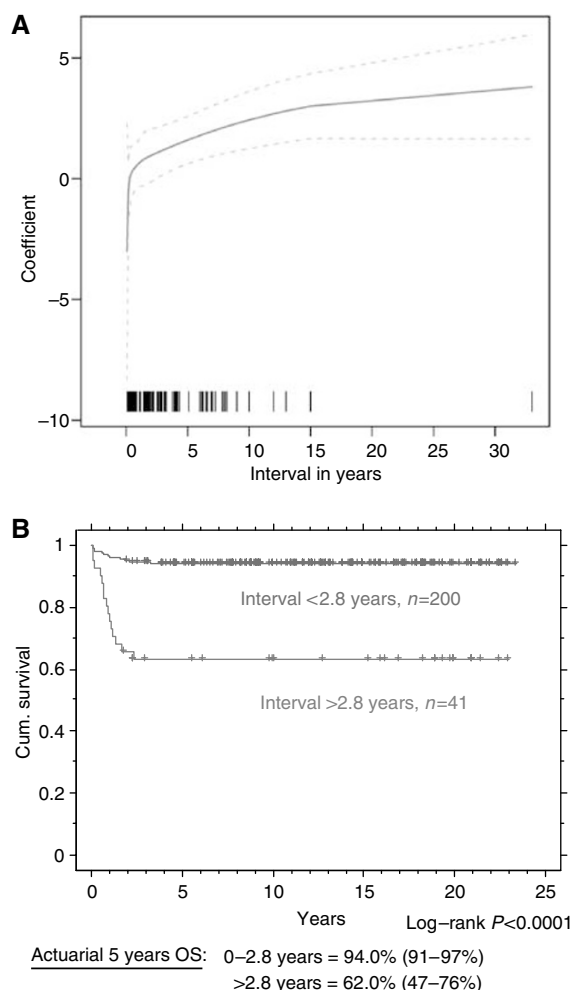 A
5
0
−5
−10
Coefficient
0 5 10 15 20 25 30
Interval in years
B
1
0.8
0.6
0.4
0.2
0
Cum. survival
Interval <2.8 years, n=200
Interval >2.8 years, n=41
0 5 10 15 20 25
Years
Log–rank P<0.0001
Actuarial 5 years OS: 0–2.8 years = 94.0% (91–97%)
>2.8 years = 62.0% (47–76%)